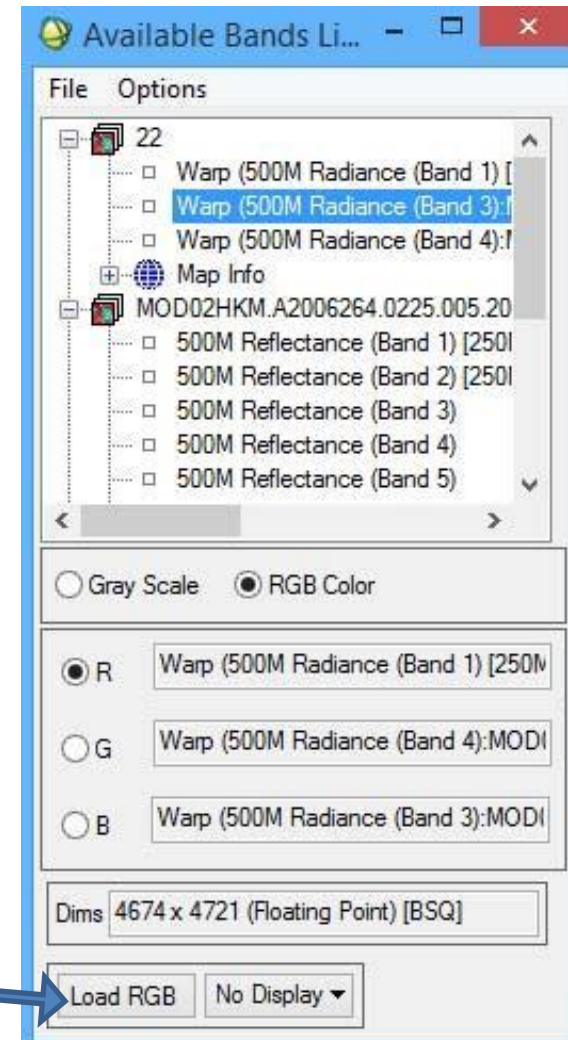 Available Bands Li...
File Options
22
Warp (500M Radiance (Band 1) [
Warp (500M Radiance (Band 3):
Warp (500M Radiance (Band 4):
Map Info
MOD02HKM.A2006264.0225.005.20
500M Reflectance (Band 1) [250
500M Reflectance (Band 2) [250
500M Reflectance (Band 3)
500M Reflectance (Band 4)
500M Reflectance (Band 5)
Gray Scale RGB Color
R Warp (500M Radiance (Band 1) [250M
G Warp (500M Radiance (Band 4):MOD
B Warp (500M Radiance (Band 3):MOD
Dims 4674 x 4721 (Floating Point) [BSQ]
Load RGB No Display